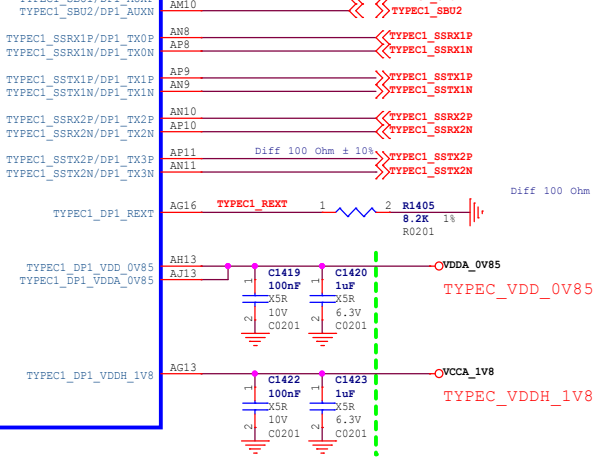 TYPEC1_SBU2/DP1_AUXN AM10 TYPEC1_SBU2
TYPEC1_SSRX1P/DP1_TX0P AN8 TYPEC1_SSRX1P
TYPEC1_SSRX1N/DP1_TX0N AP8 TYPEC1_SSRX1N
TYPEC1_SSTX1P/DP1_TX1P AP9 TYPEC1_SSTX1P
TYPEC1_SSTX1N/DP1_TX1N AN9 TYPEC1_SSTX1N
TYPEC1_SSRX2P/DP1_TX2P AN10 TYPEC1_SSRX2P
TYPEC1_SSRX2N/DP1_TX2N AP10 TYPEC1_SSRX2N
TYPEC1_SSTX2P/DP1_TX3P AP11 Diff 100 Ohm ± 10% TYPEC1_SSTX2P
TYPEC1_SSTX2N/DP1_TX3N AN11 TYPEC1_SSTX2N
Diff 100 Ohm
TYPEC1_DP1_REXT AG16 TYPEC1_REXT 1 2 R1405
8.2K 1%
R0201
TYPEC1_DP1_VDD_0V85 AH13 VDDA_0V85
TYPEC1_DP1_VDDA_0V85 AJ13 C1419 C1420
1 100nF 1 1uF TYPEC_VDD_0V85
X5R X5R
2 10V 2 6.3V
C0201 C0201
TYPEC1_DP1_VDDH_1V8 AG13 VCCA_1V8
C1422 C1423
1 100nF 1 1uF TYPEC_VDDH_1V8
X5R X5R
2 10V 2 6.3V
C0201 C0201